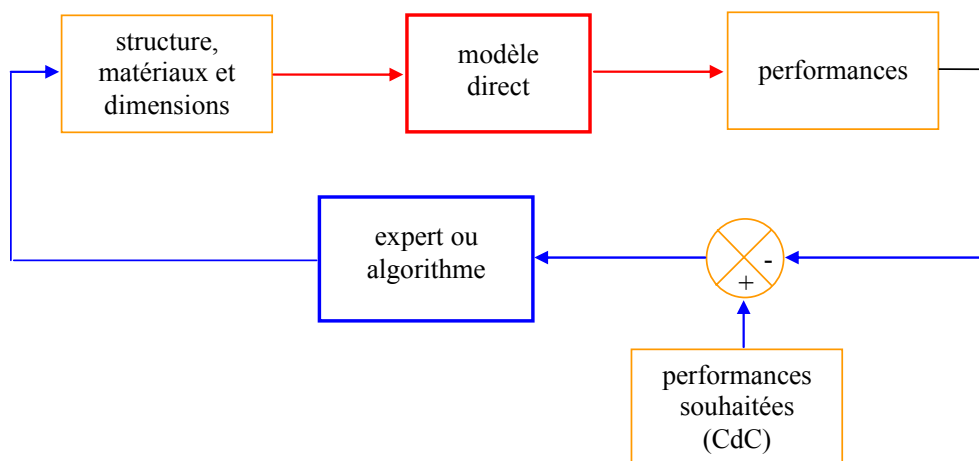 structure,
matériaux et
dimensions
modèle
direct
performances
expert ou
algorithme
-
+
performances
souhaitées
(CdC)